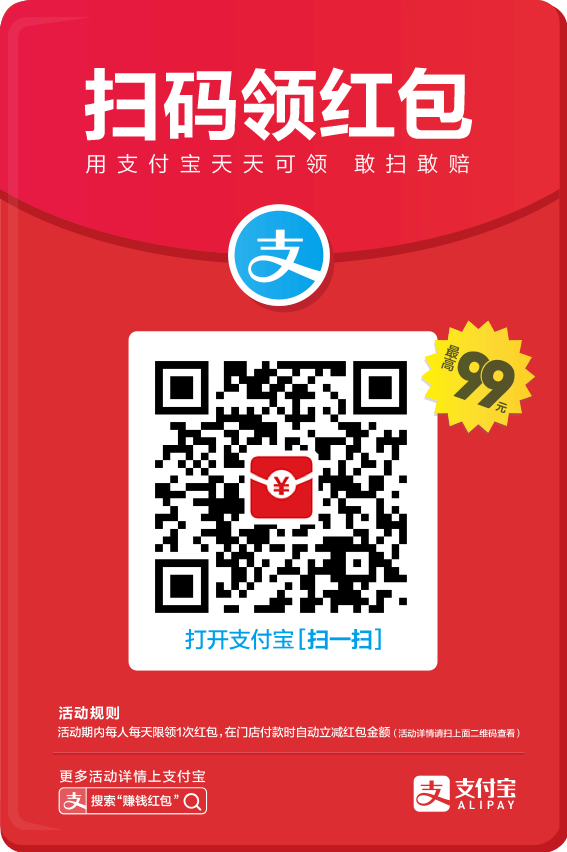 扫码领红包
用支付宝天天可领 敢扫敢赔
支
最高
99
元
¥
打开支付宝[扫一扫]
活动规则
活动期内每人每天限领1次红包，在门店付款时自动立减红包金额（活动详情请扫上面二维码查看）
更多活动详情上支付宝
支 搜索“赚钱红包”
支 支付宝
ALIPAY